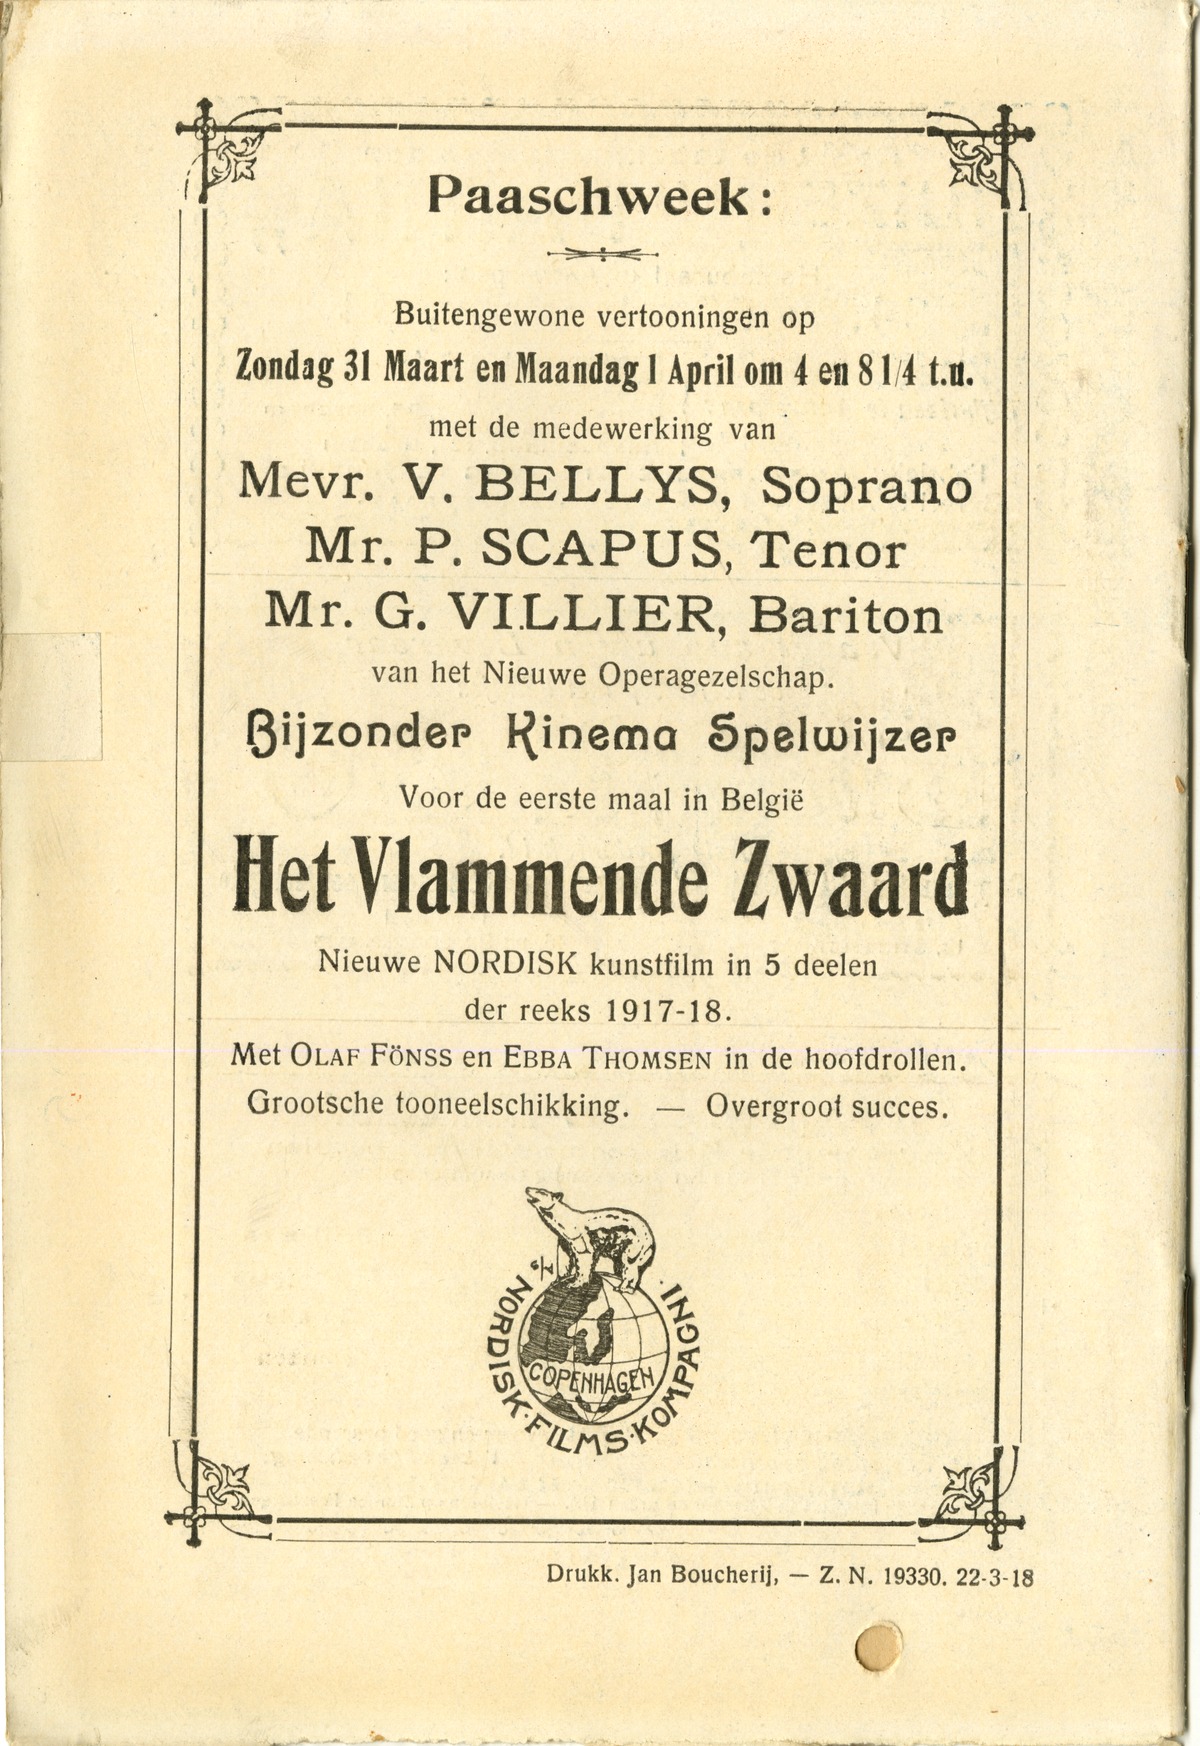 Paaschweek:
Buitengewone vertooningen op
Zondag 31 Maart en Maandag 1 April om 4 en 8 1/4 t.u.
met de medewerking van
Mevr. V. BELLYS, Soprano
Mr. P. SCAPUS, Tenor
Mr. G. VILLIER, Bariton
van het Nieuwe Operagezelschap.
Bijzonder Kinema Spelwijzer
Voor de eerste maal in België
Het Vlammende Zwaard
Nieuwe NORDISK kunstfilm in 5 deelen
der reeks 1917-18.
Met OLAF FÖNSS en EBBA THOMSEN in de hoofdrollen.
Grootsche tooneelschikking. — Overgroot succes.
A/S NORDISK·FILMS·KOMPAGNI·
COPENHAGEN
Drukk. Jan Boucherij, — Z. N. 19330. 22-3-18